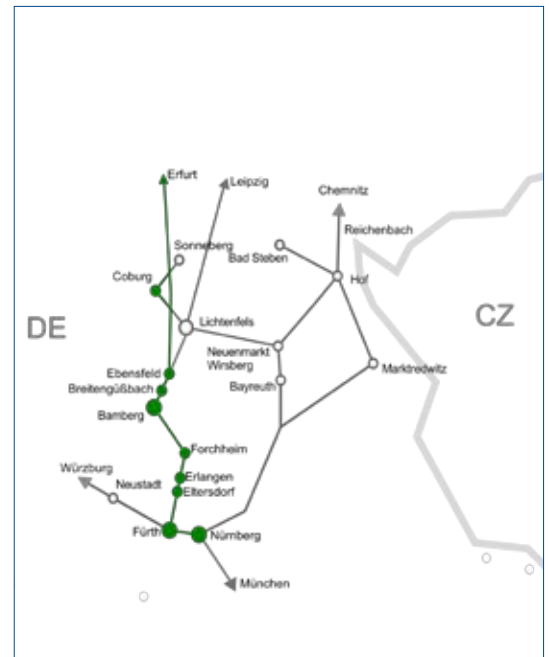 Erfurt
Leipzig
Chemnitz
Reichenbach
Sonneberg
Bad Steben
Coburg
Hof
DE
Lichtenfels
CZ
Neuenmarkt
Wirsberg
Marktredwitz
Ebensfeld
Breitengüßbach
Bayreuth
Bamberg
Forchheim
Würzburg
Neustadt
Erlangen
Eltersdorf
Fürth
Nürnberg
München